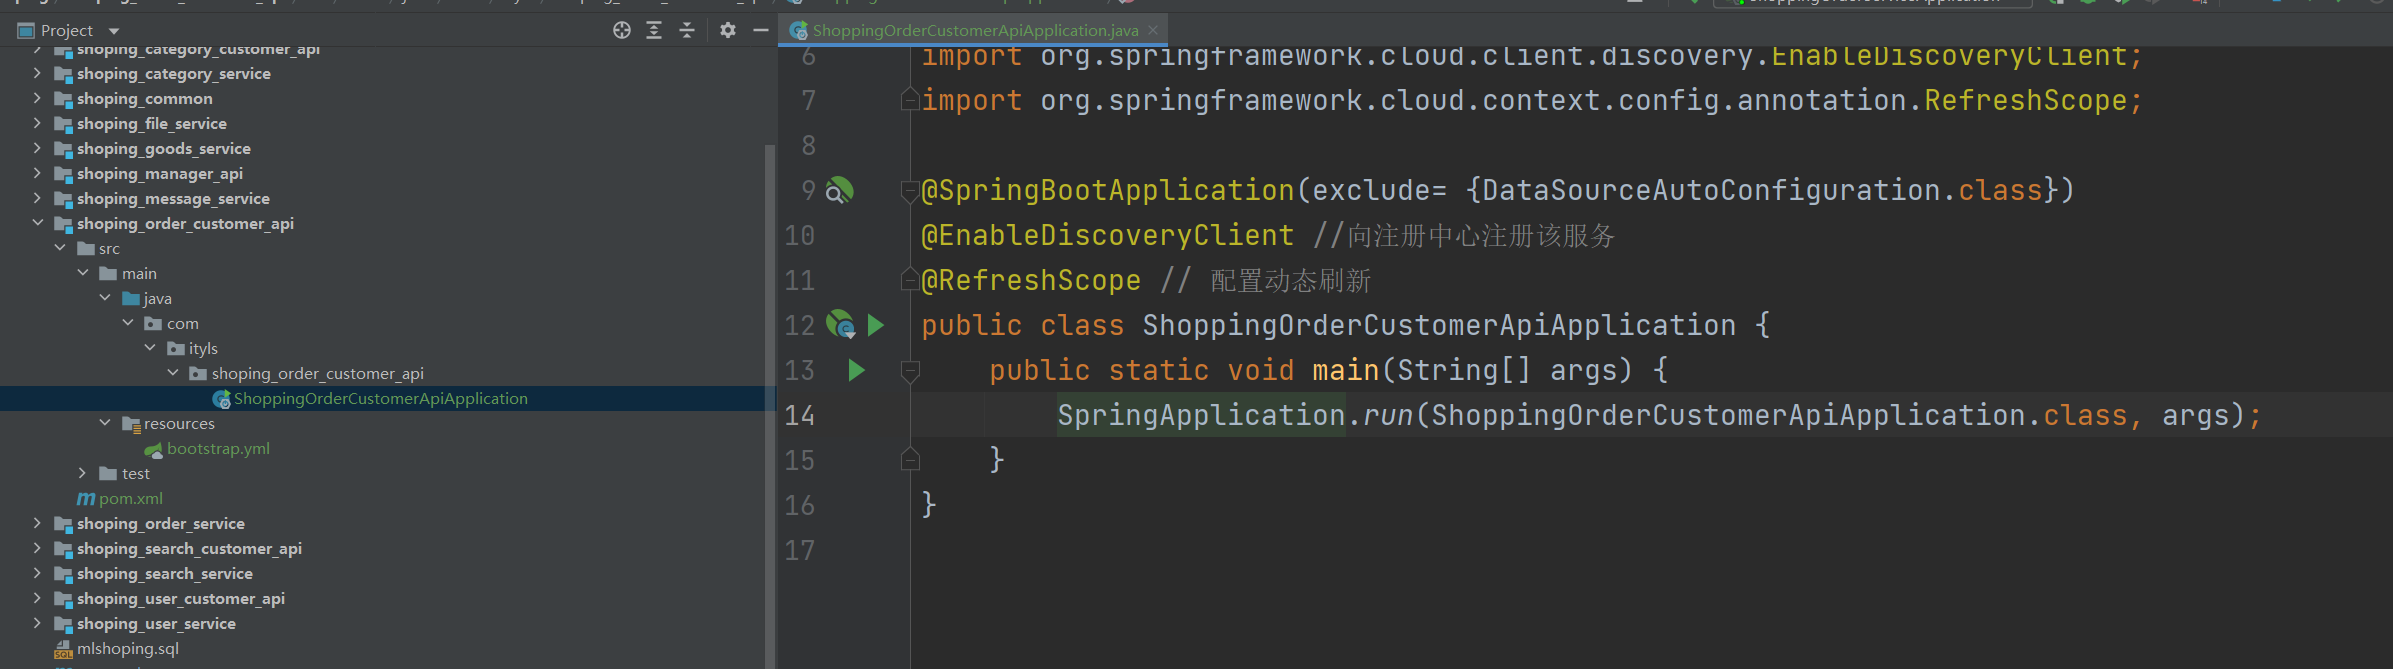 Project
shoping_category_customer_api
shoping_category_service
shoping_common
shoping_file_service
shoping_goods_service
shoping_manager_api
shoping_message_service
shoping_order_customer_api
src
main
java
com
ityls
shoping_order_customer_api
ShoppingOrderCustomerApiApplication
resources
bootstrap.yml
test
pom.xml
shoping_order_service
shoping_search_customer_api
shoping_search_service
shoping_user_customer_api
shoping_user_service
mlshoping.sql
ShoppingOrderCustomerApiApplication.java
6 import org.springframework.cloud.client.discovery.EnableDiscoveryClient;
7 import org.springframework.cloud.context.config.annotation.RefreshScope;
8
9 @SpringBootApplication(exclude= {DataSourceAutoConfiguration.class})
10 @EnableDiscoveryClient //向注册中心注册该服务
11 @RefreshScope // 配置动态刷新
12 public class ShoppingOrderCustomerApiApplication {
13 public static void main(String[] args) {
14 SpringApplication.run(ShoppingOrderCustomerApiApplication.class, args);
15 }
16 }
17